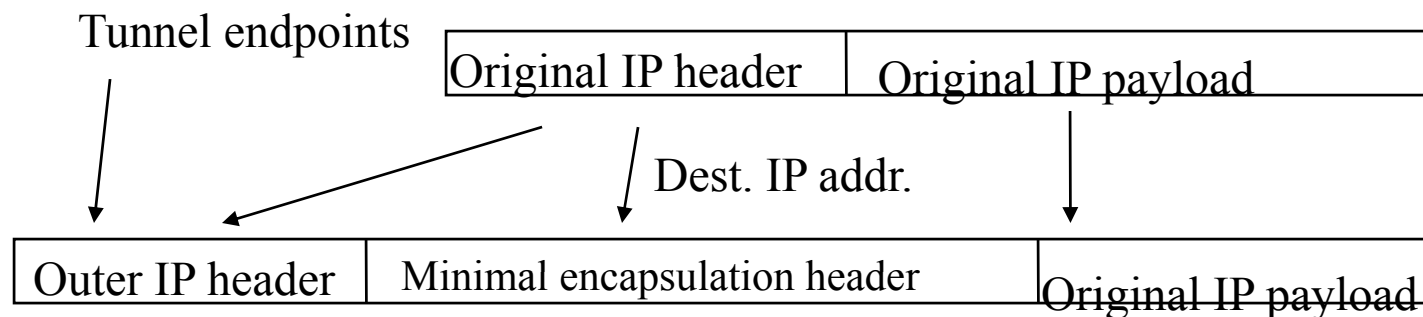 Tunnel endpoints
Original IP header
Original IP payload
Dest. IP addr.
Outer IP header
Minimal encapsulation header
Original IP payload